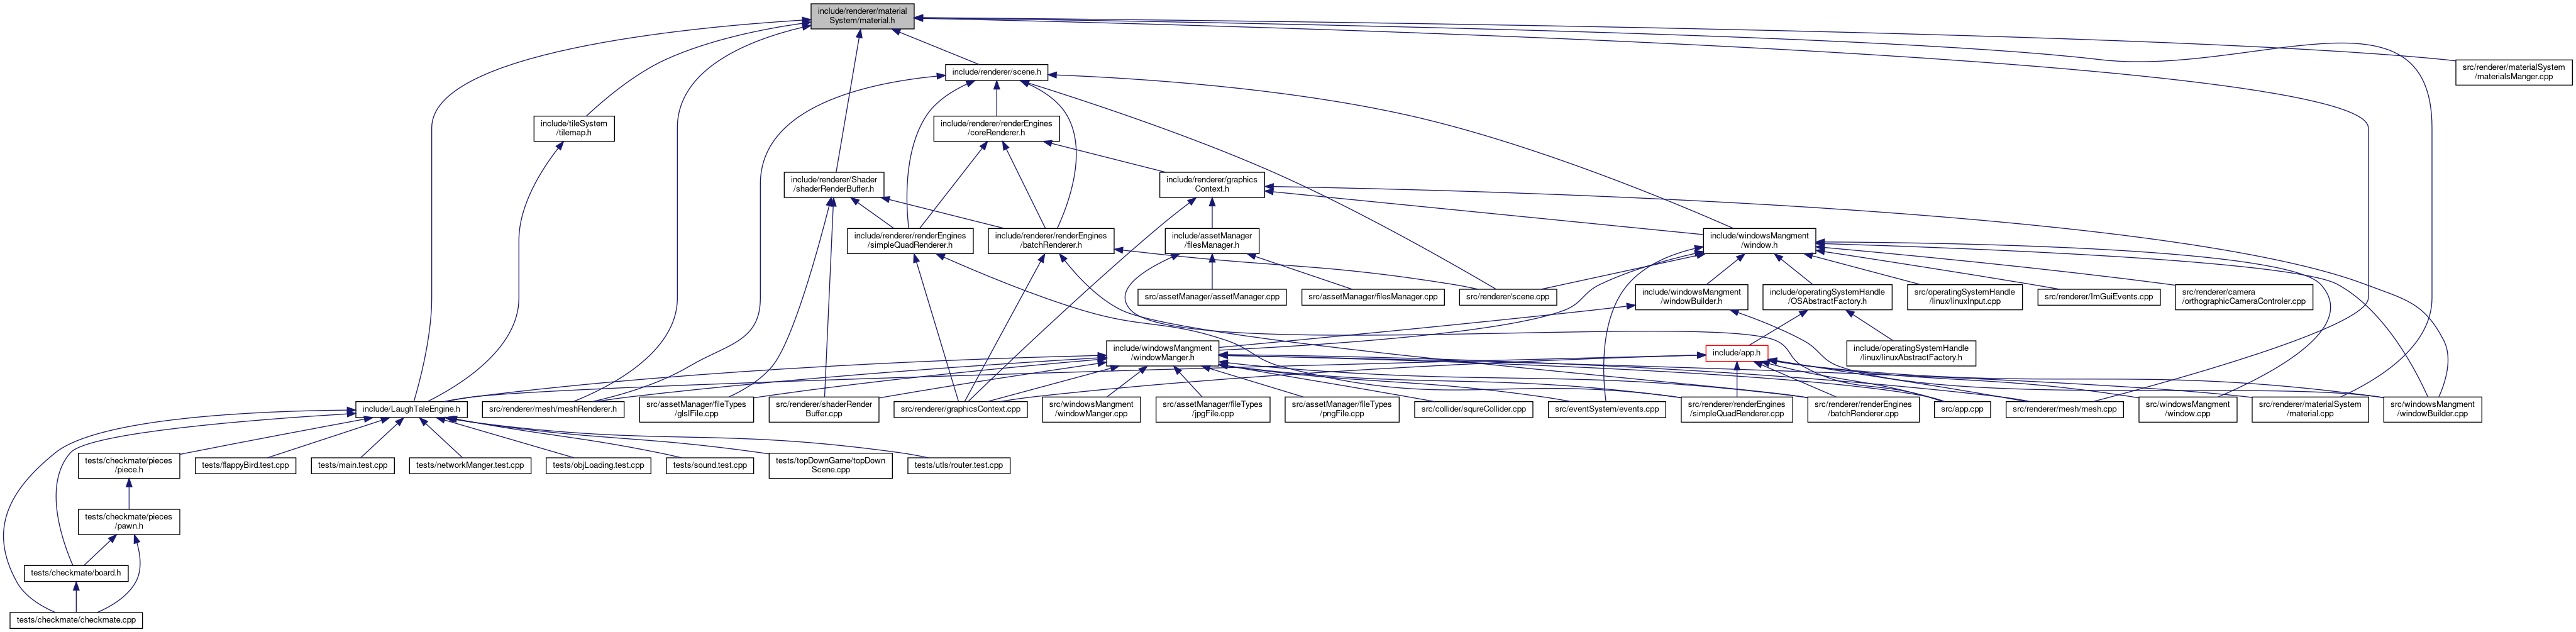 include/renderer/material
System/material.h
src/renderer/materialSystem
/materialsManger.cpp
include/renderer/scene.h
include/tileSystem
/tilemap.h
include/renderer/renderEngines
/coreRenderer.h
include/renderer/Shader
/shaderRenderBuffer.h
include/renderer/graphics
Context.h
include/renderer/renderEngines
/simpleQuadRenderer.h
include/renderer/renderEngines
/batchRenderer.h
include/assetManager
/filesManager.h
include/windowsMangment
/window.h
src/assetManager/assetManager.cpp
src/assetManager/filesManager.cpp
src/renderer/scene.cpp
include/windowsMangment
/windowBuilder.h
include/operatingSystemHandle
/OSAbstractFactory.h
src/operatingSystemHandle
/linux/linuxInput.cpp
src/renderer/ImGuiEvents.cpp
src/renderer/camera
/orthographicCameraControler.cpp
include/windowsMangment
/windowManger.h
include/app.h
include/operatingSystemHandle
/linux/linuxAbstractFactory.h
include/LaughTaleEngine.h
src/renderer/mesh/meshRenderer.h
src/assetManager/fileTypes
/glslFile.cpp
src/renderer/shaderRender
Buffer.cpp
src/renderer/graphicsContext.cpp
src/windowsMangment
/windowManger.cpp
src/assetManager/fileTypes
/jpgFile.cpp
src/assetManager/fileTypes
/pngFile.cpp
src/collider/squreCollider.cpp
src/eventSystem/events.cpp
src/renderer/renderEngines
/simpleQuadRenderer.cpp
src/renderer/renderEngines
/batchRenderer.cpp
src/app.cpp
src/renderer/mesh/mesh.cpp
src/windowsMangment
/window.cpp
src/renderer/materialSystem
/material.cpp
src/windowsMangment
/windowBuilder.cpp
tests/checkmate/pieces
/piece.h
tests/flappyBird.test.cpp
tests/main.test.cpp
tests/networkManger.test.cpp
tests/objLoading.test.cpp
tests/sound.test.cpp
tests/topDownGame/topDown
Scene.cpp
tests/utls/router.test.cpp
tests/checkmate/pieces
/pawn.h
tests/checkmate/board.h
tests/checkmate/checkmate.cpp